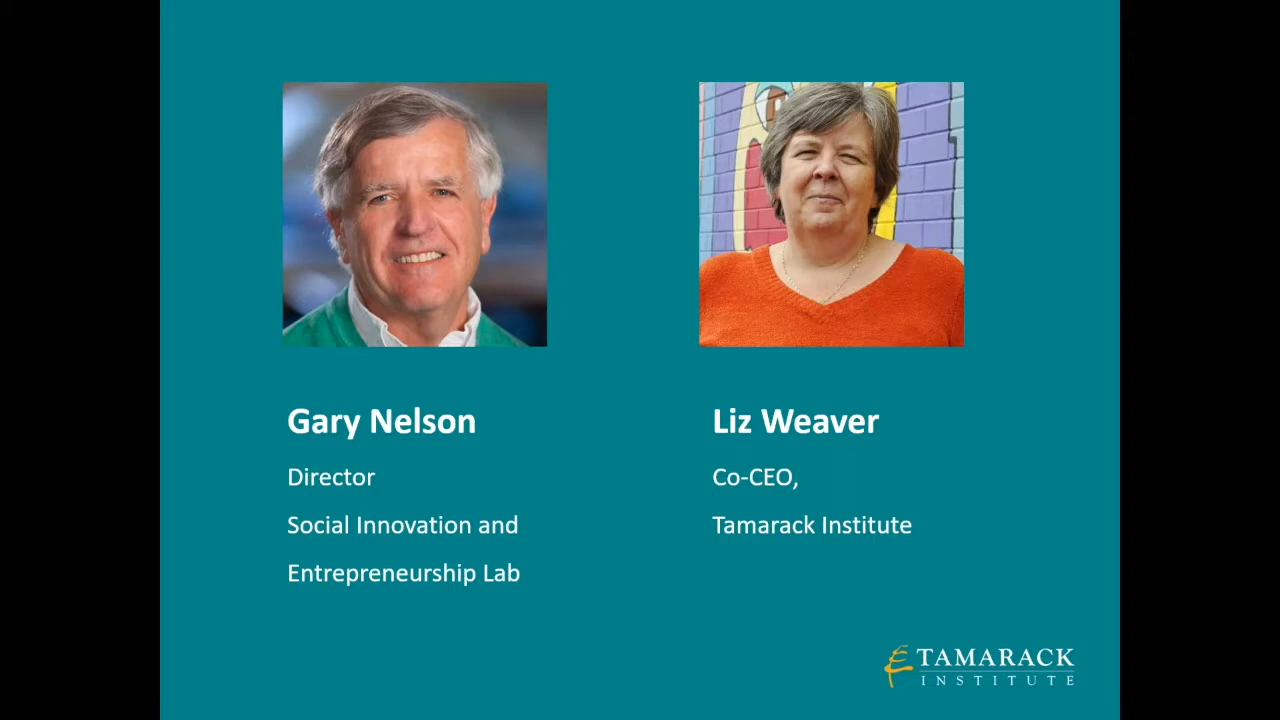 Gary Nelson
Director
Social Innovation and
Entrepreneurship Lab
Liz Weaver
Co-CEO,
Tamarack Institute
TAMARACK
INSTITUTE